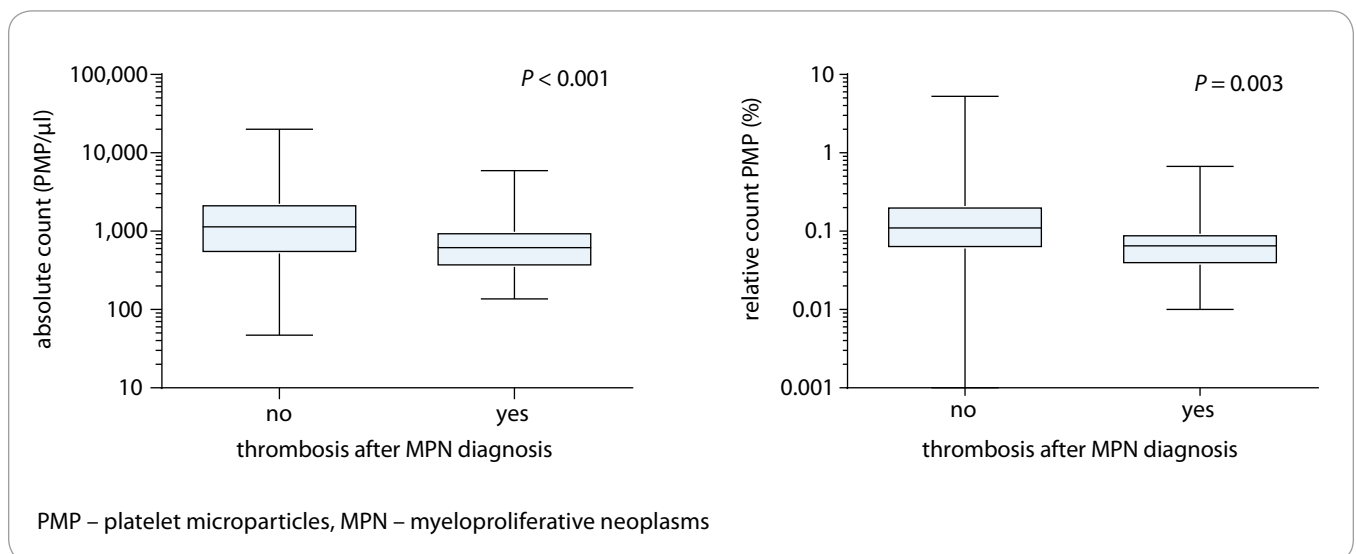 absolute count (PMP/µl)
100,000
10,000
1,000
100
10
P < 0.001
no
yes
thrombosis after MPN diagnosis
relative count PMP (%)
10
1
0.1
0.01
0.001
P = 0.003
no
yes
thrombosis after MPN diagnosis
PMP – platelet microparticles, MPN – myeloproliferative neoplasms